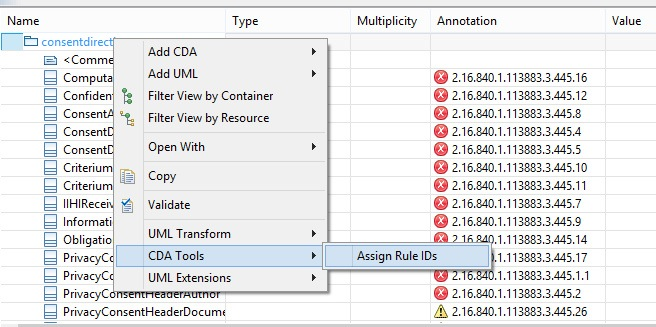 Name Type Multiplicity Annotation Value
consentdirect
<Comme
Add CDA
Computa 2.16.840.1.113883.3.445.16
Add UML
Confident 2.16.840.1.113883.3.445.12
Filter View by Container
ConsentA 2.16.840.1.113883.3.445.8
Filter View by Resource
ConsentD 2.16.840.1.113883.3.445.4
ConsentD 2.16.840.1.113883.3.445.5
Open With
Criterium 2.16.840.1.113883.3.445.10
Copy
Criterium 2.16.840.1.113883.3.445.11
IIHIReceiv 2.16.840.1.113883.3.445.7
Validate
Informati 2.16.840.1.113883.3.445.9
UML Transform
Obligatio 2.16.840.1.113883.3.445.14
CDA Tools Assign Rule IDs
PrivacyCo 2.16.840.1.113883.3.445.17
UML Extensions
PrivacyCo 2.16.840.1.113883.3.445.1.1
PrivacyConsentHeaderAuthor 2.16.840.1.113883.3.445.2
PrivacyConsentHeaderDocume 2.16.840.1.113883.3.445.26